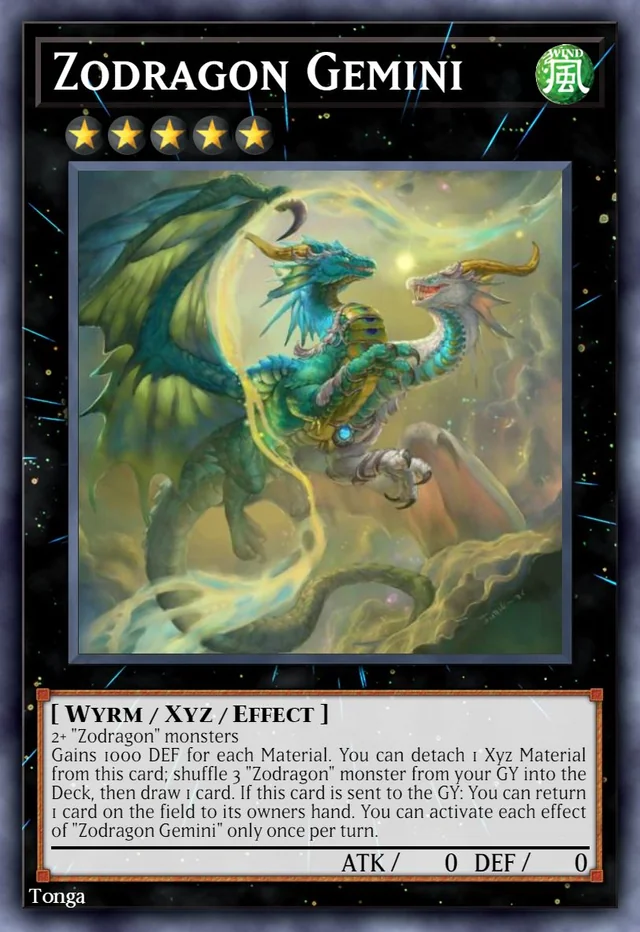 Zodragon Gemini
WIND
風
[ Wyrm / Xyz / Effect ]
2+ "Zodragon" monsters
Gains 1000 DEF for each Material. You can detach 1 Xyz Material
from this card; shuffle 3 "Zodragon" monster from your GY into the
Deck, then draw 1 card. If this card is sent to the GY: You can return
1 card on the field to its owners hand. You can activate each effect
of "Zodragon Gemini" only once per turn.
ATK / 0 DEF / 0
Tonga